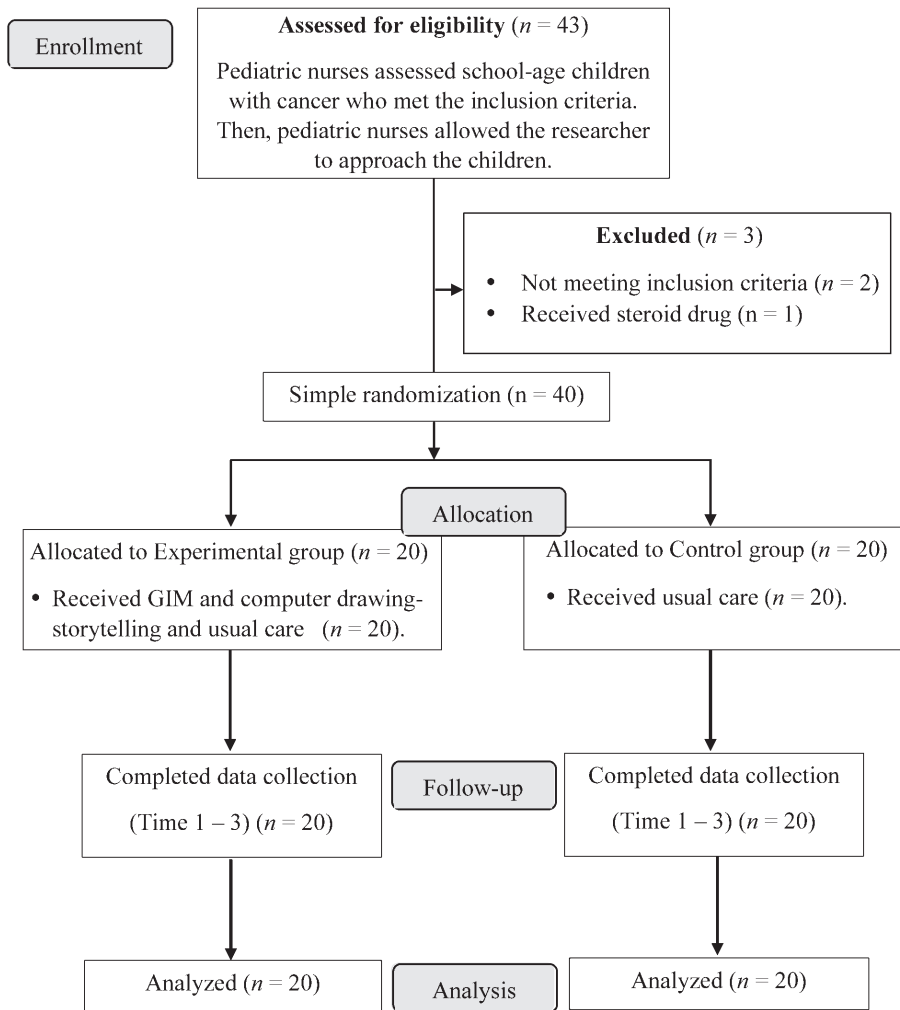 Enrollment
Assessed for eligibility (n = 43)
Pediatric nurses assessed school-age children
with cancer who met the inclusion criteria.
Then, pediatric nurses allowed the researcher
to approach the children.
Excluded (n = 3)
• Not meeting inclusion criteria (n = 2)
• Received steroid drug (n = 1)
Simple randomization (n = 40)
Allocation
Allocated to Experimental group (n = 20)
• Received GIM and computer drawing-
storytelling and usual care (n = 20).
Allocated to Control group (n = 20)
• Received usual care (n = 20).
Follow-up
Completed data collection
(Time 1 – 3) (n = 20)
Completed data collection
(Time 1 – 3) (n = 20)
Analysis
Analyzed (n = 20)
Analyzed (n = 20)